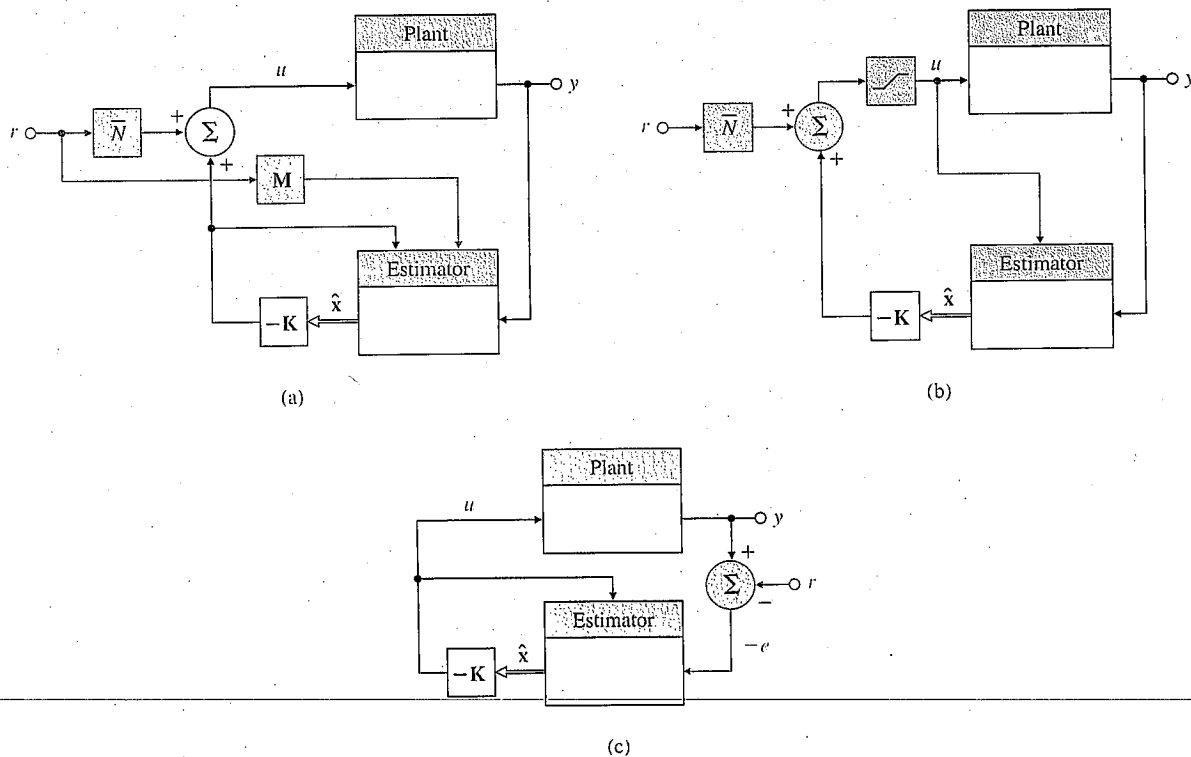 Plant
u
y
r
N̅
+
Σ
+
M
Estimator
x̂
−K
(a)
Plant
u
y
r
N̅
+
Σ
+
Estimator
x̂
−K
(b)
Plant
u
y
+
Σ
r
−
Estimator
−e
x̂
−K
(c)